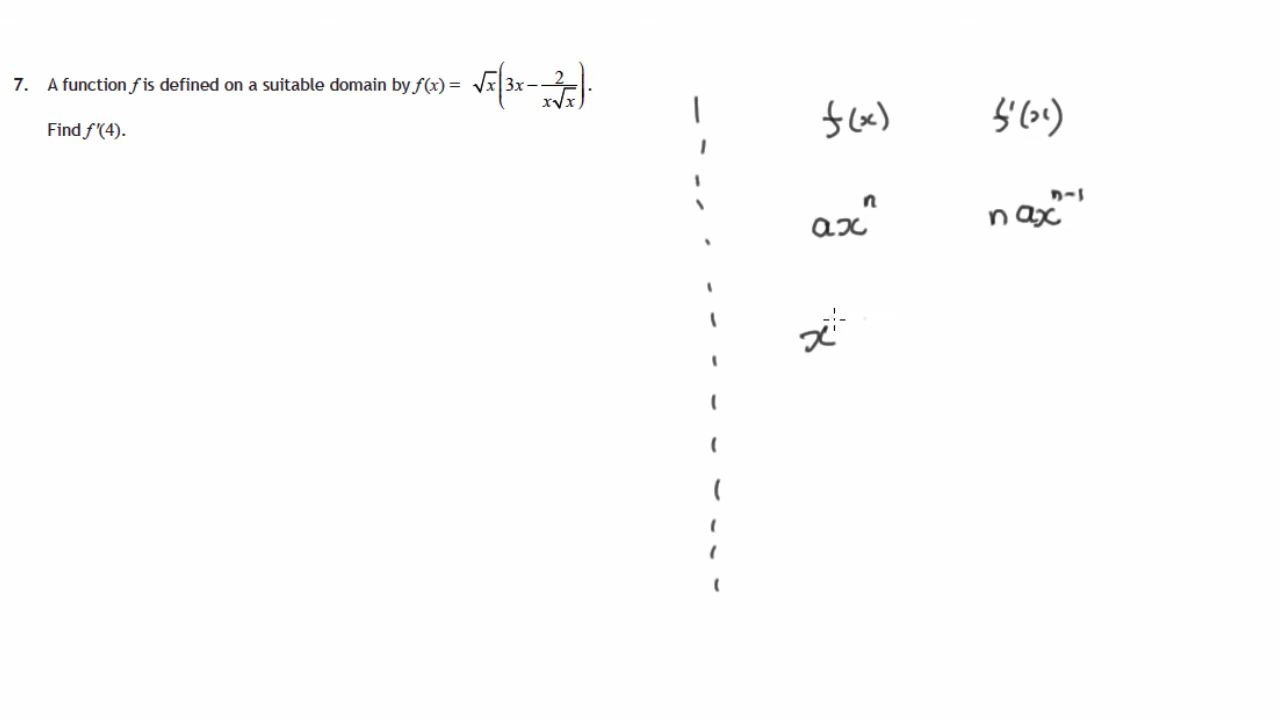 7. A function f is defined on a suitable domain by f(x) = √x(3x − 2/(x√x)).
Find f′(4).
f(x) f'(x)
axⁿ naxⁿ⁻¹
x